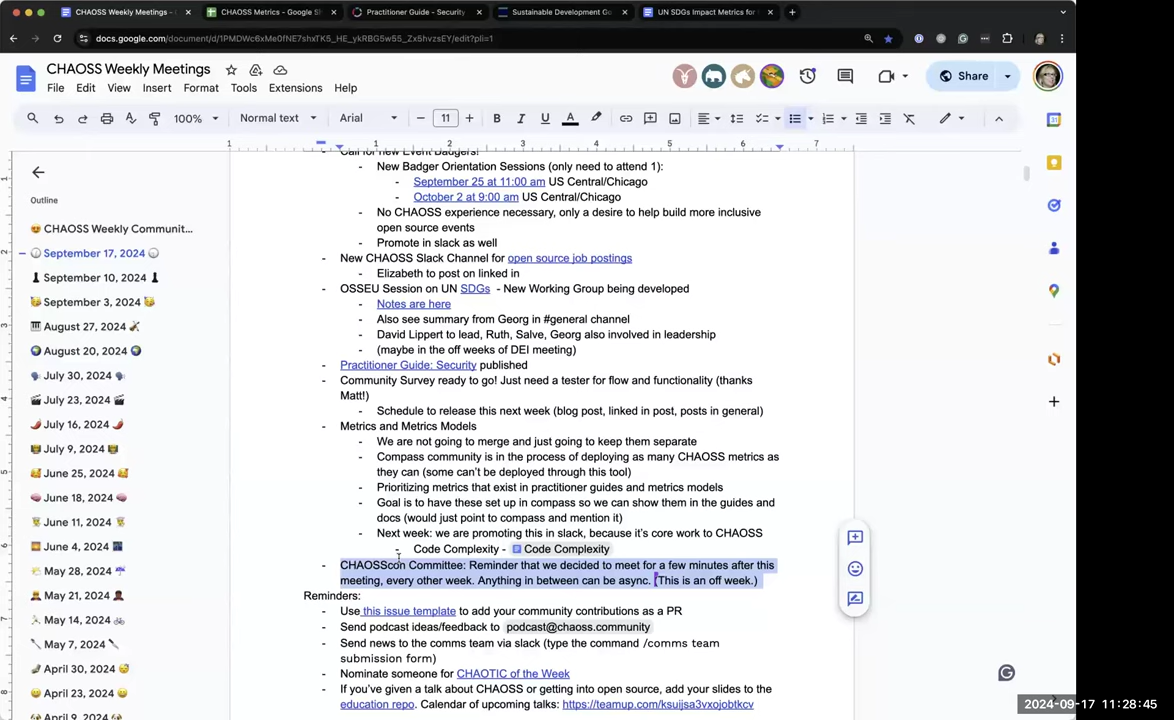 CHAOSS Weekly Meetings -
CHAOSS Metrics - Google S
Practitioner Guide - Security
Sustainable Development Go
UN SDGs Impact Metrics for
docs.google.com/document/d/1PMDWc6xMe0fNE7shxTK5_HE_ykRBG5w55_Zx5hvzsEY/edit?pli=1
CHAOSS Weekly Meetings
Share
File Edit View Insert Format Tools Extensions Help
100% Normal text Arial 11 B I U A
1 1 2 3 4 5 6 7
Outline
CHAOSS Weekly Communit...
September 17, 2024
September 10, 2024
September 3, 2024
August 27, 2024
August 20, 2024
July 30, 2024
July 23, 2024
July 16, 2024
July 9, 2024
June 25, 2024
June 18, 2024
June 11, 2024
June 4, 2024
May 28, 2024
May 21, 2024
May 14, 2024
May 7, 2024
April 30, 2024
April 23, 2024
April 9, 2024
Call for new Event Badgers!
- New Badger Orientation Sessions (only need to attend 1):
- September 25 at 11:00 am US Central/Chicago
- October 2 at 9:00 am US Central/Chicago
- No CHAOSS experience necessary, only a desire to help build more inclusive
open source events
- Promote in slack as well
- New CHAOSS Slack Channel for open source job postings
- Elizabeth to post on linked in
- OSSEU Session on UN SDGs - New Working Group being developed
- Notes are here
- Also see summary from Georg in #general channel
- David Lippert to lead, Ruth, Salve, Georg also involved in leadership
- (maybe in the off weeks of DEI meeting)
- Practitioner Guide: Security published
- Community Survey ready to go! Just need a tester for flow and functionality (thanks
Matt!)
- Schedule to release this next week (blog post, linked in post, posts in general)
- Metrics and Metrics Models
- We are not going to merge and just going to keep them separate
- Compass community is in the process of deploying as many CHAOSS metrics as
they can (some can't be deployed through this tool)
- Prioritizing metrics that exist in practitioner guides and metrics models
- Goal is to have these set up in compass so we can show them in the guides and
docs (would just point to compass and mention it)
- Next week: we are promoting this in slack, because it's core work to CHAOSS
- Code Complexity - Code Complexity
- CHAOSScon Committee: Reminder that we decided to meet for a few minutes after this
meeting, every other week. Anything in between can be async. (This is an off week.)
Reminders:
- Use this issue template to add your community contributions as a PR
- Send podcast ideas/feedback to podcast@chaoss.community
- Send news to the comms team via slack (type the command /comms team
submission form)
- Nominate someone for CHAOTIC of the Week
- If you've given a talk about CHAOSS or getting into open source, add your slides to the
education repo. Calendar of upcoming talks: https://teamup.com/ksuijsa3vxojobtkcv
2024-09-17 11:28:45